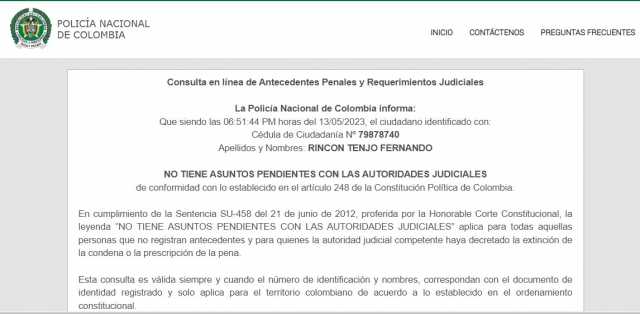 POLICÍA NACIONAL
DE COLOMBIA
INICIO CONTÁCTENOS PREGUNTAS FRECUENTES
Consulta en línea de Antecedentes Penales y Requerimientos Judiciales
La Policía Nacional de Colombia informa:
Que siendo las 06:51:44 PM horas del 13/05/2023, el ciudadano identificado con:
Cédula de Ciudadanía Nº 79878740
Apellidos y Nombres: RINCON TENJO FERNANDO
NO TIENE ASUNTOS PENDIENTES CON LAS AUTORIDADES JUDICIALES
de conformidad con lo establecido en el artículo 248 de la Constitución Política de Colombia.
En cumplimiento de la Sentencia SU-458 del 21 de junio de 2012, proferida por la Honorable Corte Constitucional, la
leyenda "NO TIENE ASUNTOS PENDIENTES CON LAS AUTORIDADES JUDICIALES" aplica para todas aquellas
personas que no registran antecedentes y para quienes la autoridad judicial competente haya decretado la extinción de
la condena o la prescripción de la pena.
Esta consulta es válida siempre y cuando el número de identificación y nombres, correspondan con el documento de
identidad registrado y solo aplica para el territorio colombiano de acuerdo a lo establecido en el ordenamiento
constitucional.